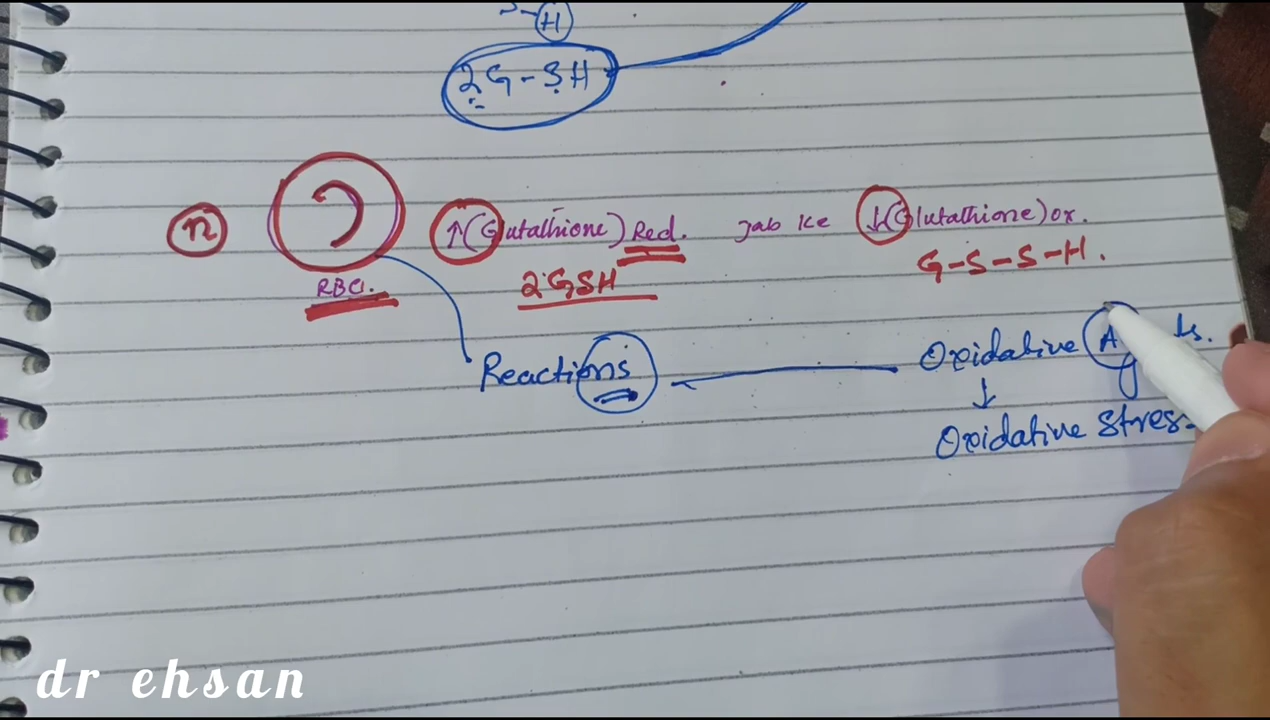 H
2G-SH
n ↑(Glutathione) Red. Jab ke ↓(Glutathione) ox.
RBC. 2GSH G-S-S-H.
Reactions Oxidative
↓
Oxidative Stress
dr ehsan